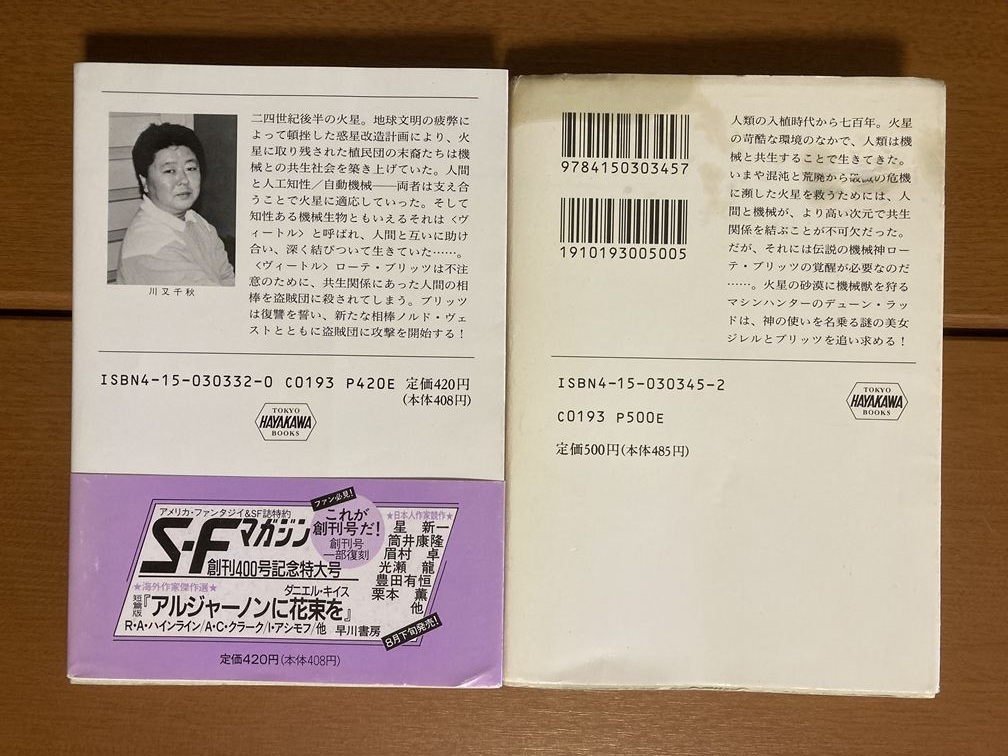 二四世紀後半の火星。地球文明の疲弊に
よって頓挫した惑星改造計画により、火
星に取り残された植民団の末裔たちは機
械との共生社会を築き上げていた。人間
と人工知性／自動機械──両者は支え合
うことで火星に適応していった。そして
知性ある機械生物ともいえるそれは〈ヴ
ィートル〉と呼ばれ、人間と互いに助け
合い、深く結びついて生きていた……。
〈ヴィートル〉ローテ・ブリッツは不注
意のために、共生関係にあった人間の相
棒を盗賊団に殺されてしまう。ブリッツ
は復讐を誓い、新たな相棒ノルド・ヴェ
ストとともに盗賊団に攻撃を開始する！
川又千秋
ISBN4-15-030332-0 C0193 P420E 定価420円
(本体408円)
TOKYO
HAYAKAWA
BOOKS
アメリカ・ファンタジイ&SF誌特約
S-Fマガジン
創刊400号記念特大号
ファン必見!
これが
創刊号だ!
創刊号
一部復刻
★日本人作家競作★
星 新一
筒井康隆
眉村 卓
光瀬 龍
豊田有恒
栗本 薫
他
★海外作家傑作選★
ダニエル・キイス
短篇版
『アルジャーノンに花束を』
R・A・ハインライン/A・C・クラーク/I・アシモフ/他 早川書房
8月下旬発売!
定価420円(本体408円)
9784150303457
1910193005005
人類の入植時代から七百年。火星
の苛酷な環境のなかで、人類は機
械と共生することで生きてきた。
いまや混沌と荒廃から最滅の危機
に瀕した火星を救うためには、人
間と機械が、より高い次元で共生
関係を結ぶことが不可欠だった。
だが、それには伝説の機械神ロー
テ・ブリッツの覚醒が必要なのだ
……。火星の砂漠に機械獣を狩る
マシンハンターのデューン・ラッ
ドは、神の使いを名乗る謎の美女
ジレルとブリッツを追い求める！
ISBN4-15-030345-2
C0193 P500E
定価500円(本体485円)
TOKYO
HAYAKAWA
BOOKS